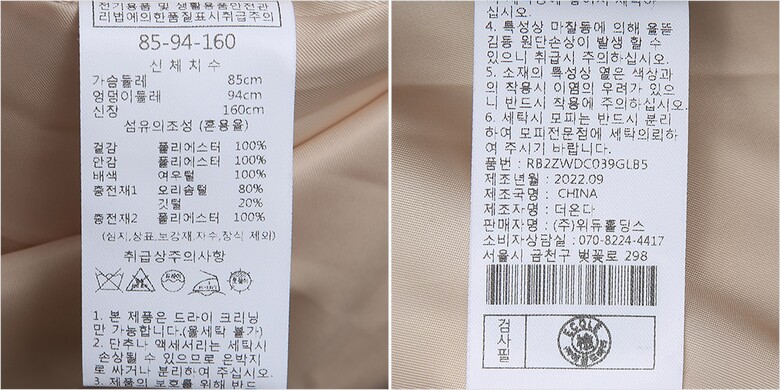 전기용품 및 생활용품안전관
리법에의한품질표시취급주의
85-94-160
신체치수
가슴둘레 85cm
엉덩이둘레 94cm
신장 160cm
섬유의조성 (혼용율)
겉감 폴리에스터 100%
안감 폴리에스터 100%
배색 여우털 100%
충전재1 오리솜털 80%
깃털 20%
충전재2 폴리에스터 100%
(심지,상표,보강재,자수,장식 제외)
취급상주의사항
1. 본 제품은 드라이 크리닝
만 가능합니다.(물세탁 불가)
2. 단추나 액세서리는 세탁시
손상될 수 있으므로 은박지
로 싸거나 분리하여 주십시오.
3. 제품의 보호를 위해 반드
십시오.
4. 특성상 마찰등에 의해 올뜯
김등 원단손상이 발생 할 수
있으니 취급시 주의하십시오.
5. 소재의 특성상 옅은 색상과
의 착용시 이염의 우려가 있으
니 반드시 착용에 주의하십시오.
6. 세탁시 모피는 반드시 분리
하여 모피전문점에 세탁의뢰하
여 주시기 바랍니다.
품번 : RB2ZWDC039GLB5
제조년월 : 2022.09
제조국명 : CHINA
제조자명 : 더온다
판매자명 : (주)위듀홀딩스
소비자상담실 : 070-8224-4417
서울시 금천구 벚꽃로 298
검사필
ECOLE